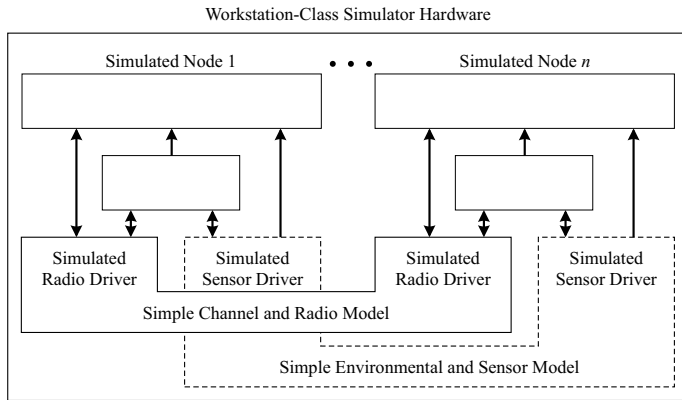 Workstation-Class Simulator Hardware
Simulated Node 1
• • •
Simulated Node n
Simulated
Radio Driver
Simulated
Sensor Driver
Simulated
Radio Driver
Simulated
Sensor Driver
Simple Channel and Radio Model
Simple Environmental and Sensor Model